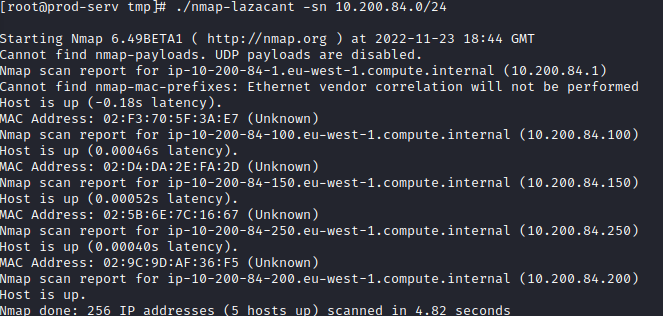 [root@prod-serv tmp]# ./nmap-lazacant -sn 10.200.84.0/24
Starting Nmap 6.49BETA1 ( http://nmap.org ) at 2022-11-23 18:44 GMT
Cannot find nmap-payloads. UDP payloads are disabled.
Nmap scan report for ip-10-200-84-1.eu-west-1.compute.internal (10.200.84.1)
Cannot find nmap-mac-prefixes: Ethernet vendor correlation will not be performed
Host is up (-0.18s latency).
MAC Address: 02:F3:70:5F:3A:E7 (Unknown)
Nmap scan report for ip-10-200-84-100.eu-west-1.compute.internal (10.200.84.100)
Host is up (0.00046s latency).
MAC Address: 02:D4:DA:2E:FA:2D (Unknown)
Nmap scan report for ip-10-200-84-150.eu-west-1.compute.internal (10.200.84.150)
Host is up (0.00052s latency).
MAC Address: 02:5B:6E:7C:16:67 (Unknown)
Nmap scan report for ip-10-200-84-250.eu-west-1.compute.internal (10.200.84.250)
Host is up (0.00040s latency).
MAC Address: 02:9C:9D:AF:36:F5 (Unknown)
Nmap scan report for ip-10-200-84-200.eu-west-1.compute.internal (10.200.84.200)
Host is up.
Nmap done: 256 IP addresses (5 hosts up) scanned in 4.82 seconds